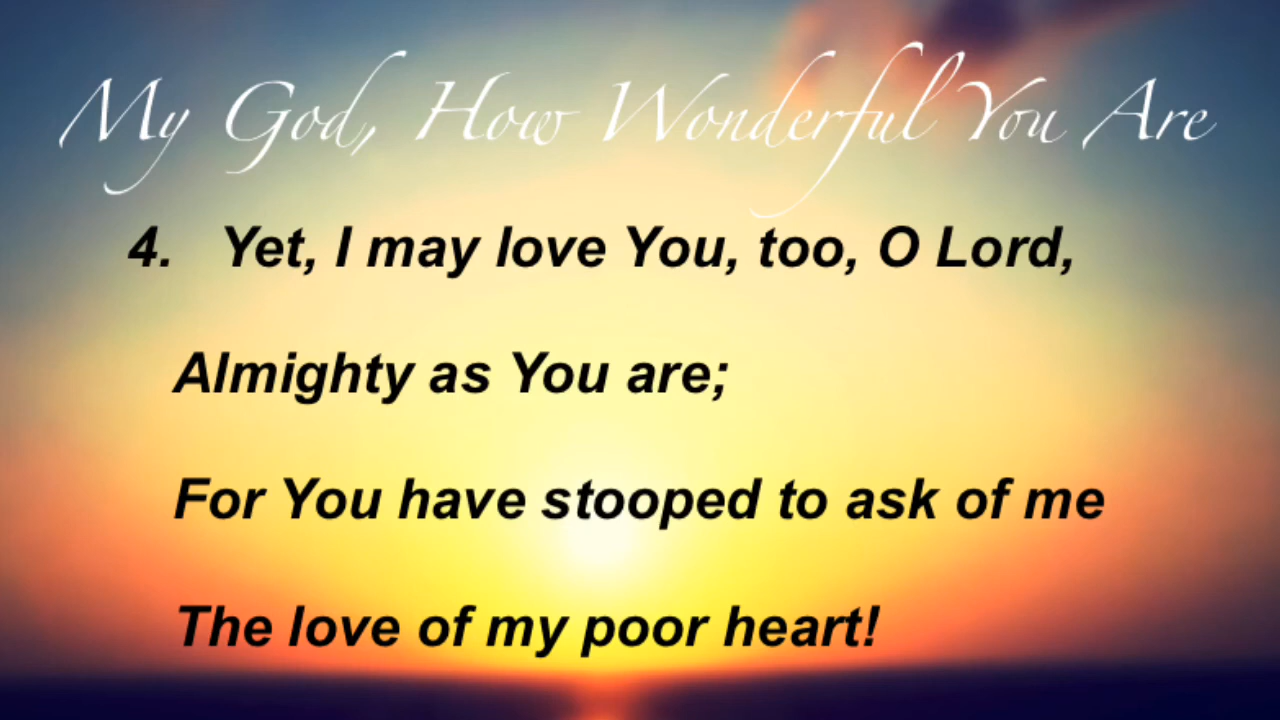 My God, How Wonderful You Are
4. Yet, I may love You, too, O Lord,
Almighty as You are;
For You have stooped to ask of me
The love of my poor heart!